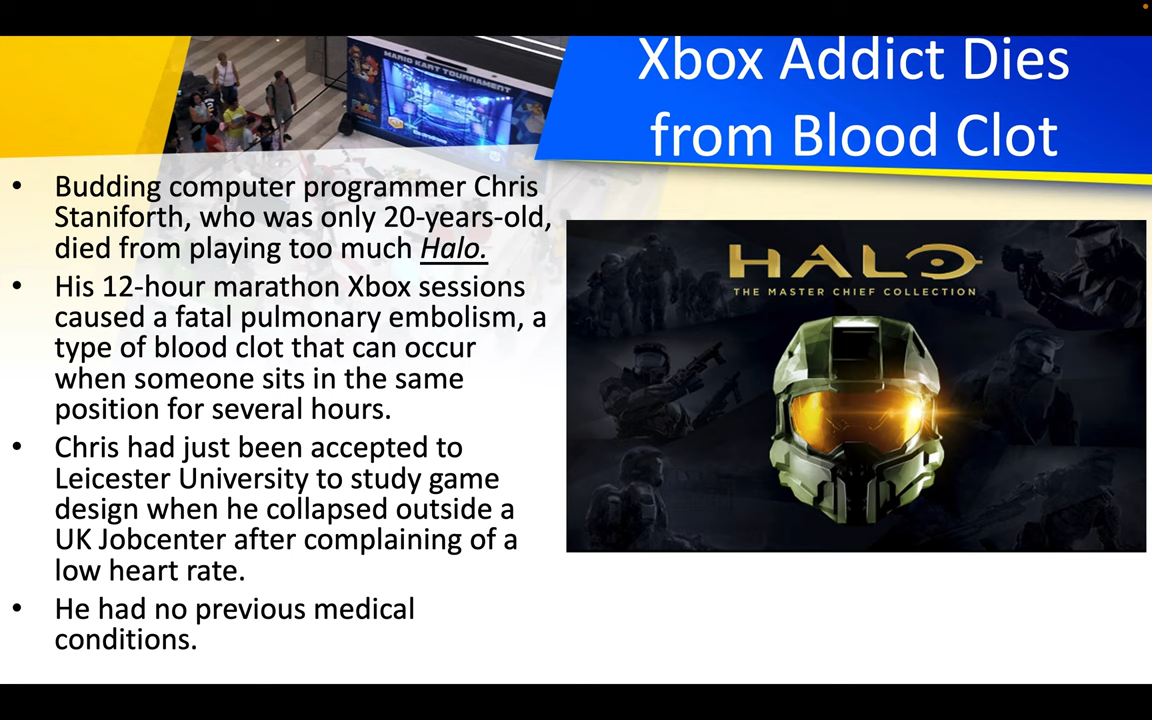 MARIO KART TOURNAMENT
Xbox Addict Dies
from Blood Clot
• Budding computer programmer Chris
Staniforth, who was only 20-years-old,
died from playing too much Halo.
• His 12-hour marathon Xbox sessions
caused a fatal pulmonary embolism, a
type of blood clot that can occur
when someone sits in the same
position for several hours.
• Chris had just been accepted to
Leicester University to study game
design when he collapsed outside a
UK Jobcenter after complaining of a
low heart rate.
• He had no previous medical
conditions.
HALO
THE MASTER CHIEF COLLECTION